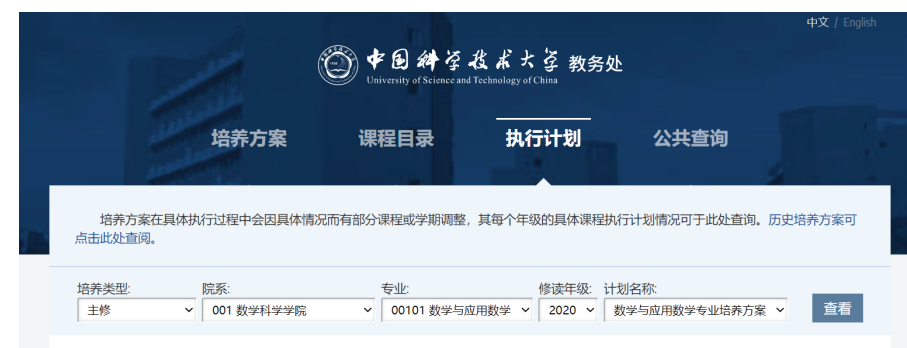 中文 / English
中国科学技术大学 教务处
University of Science and Technology of China
培养方案 课程目录 执行计划 公共查询
培养方案在具体执行过程中会因具体情况而有部分课程或学期调整，其每个年级的具体课程执行计划情况可于此处查询。历史培养方案可
点击此处查阅。
培养类型: 院系: 专业: 修读年级: 计划名称:
主修 001 数学科学学院 00101 数学与应用数学 2020 数学与应用数学专业培养方案 查看